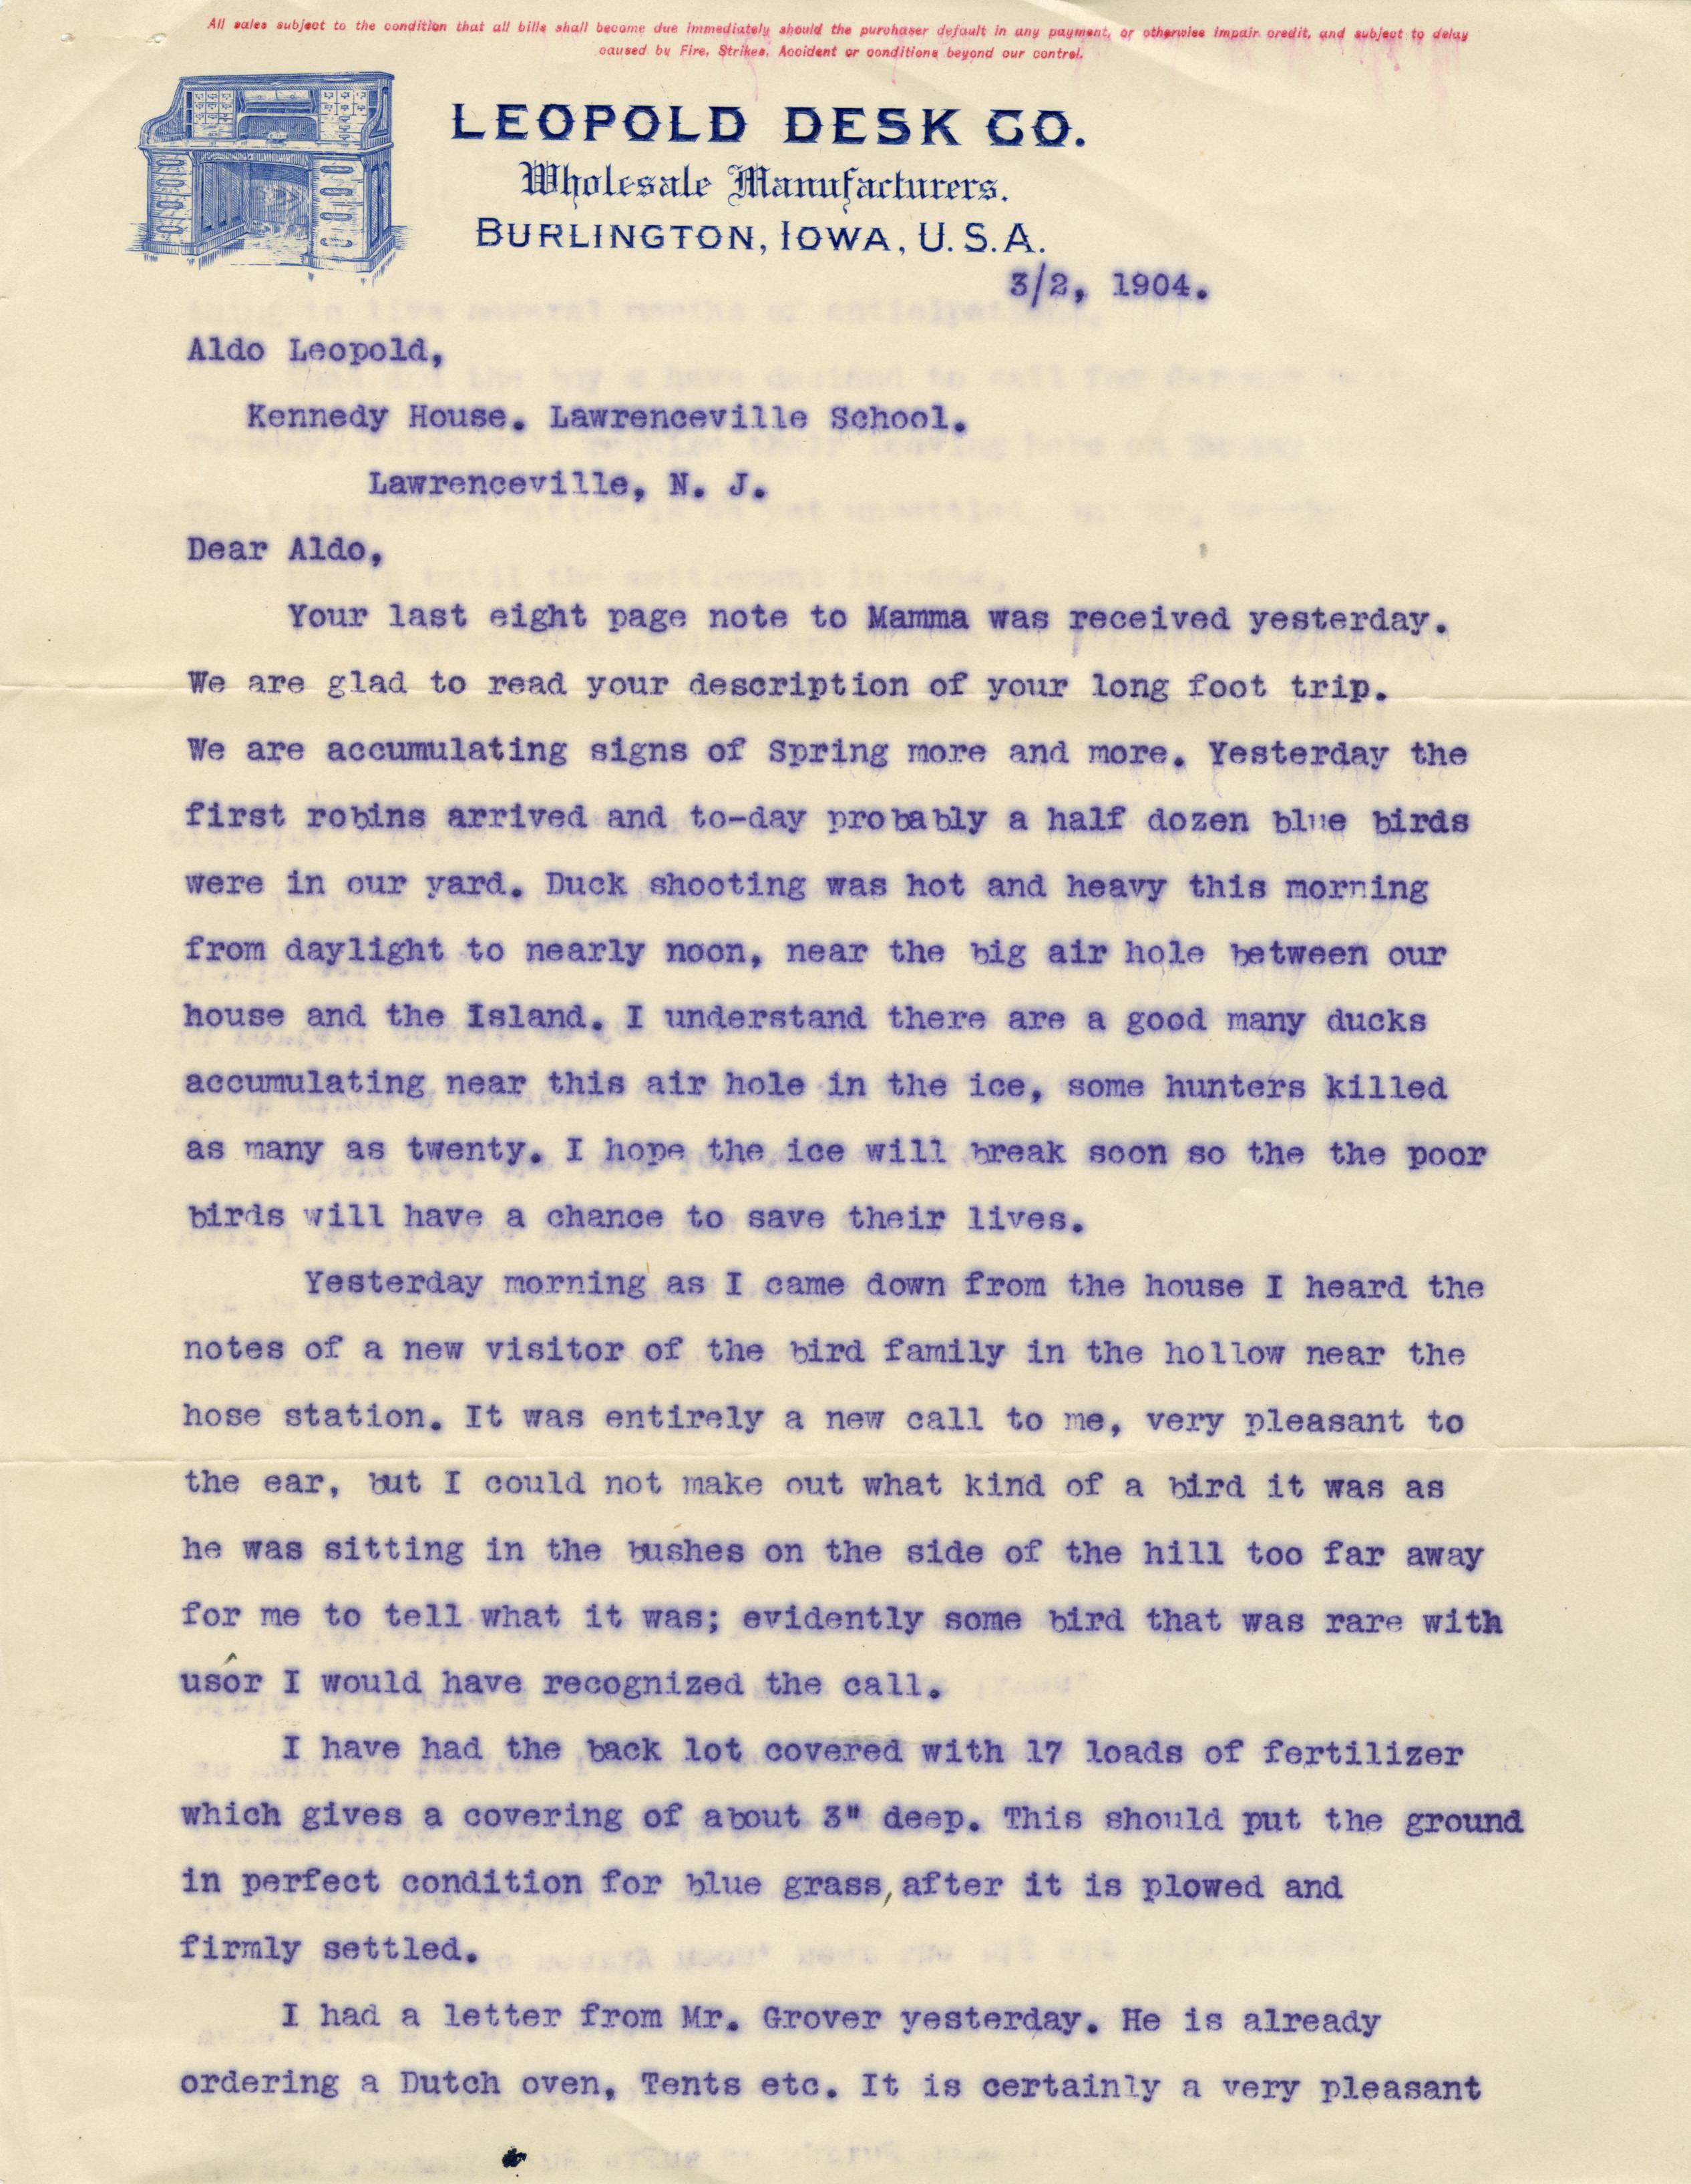 All sales subject to the condition that all bills shall become due immediately should the purchaser default in any payment, or otherwise impair credit, and subject to delay
caused by Fire, Strikes, Accident or conditions beyond our control.
LEOPOLD DESK CO.
Wholesale Manufacturers.
BURLINGTON, IOWA, U.S.A.
3/2, 1904.
Aldo Leopold,
Kennedy House. Lawrenceville School.
Lawrenceville, N. J.
Dear Aldo,
Your last eight page note to Mamma was received yesterday.
We are glad to read your description of your long foot trip.
We are accumulating signs of Spring more and more. Yesterday the
first robins arrived and to-day probably a half dozen blue birds
were in our yard. Duck shooting was hot and heavy this morning
from daylight to nearly noon, near the big air hole between our
house and the Island. I understand there are a good many ducks
accumulating near this air hole in the ice, some hunters killed
as many as twenty. I hope the ice will break soon so the the poor
birds will have a chance to save their lives.
Yesterday morning as I came down from the house I heard the
notes of a new visitor of the bird family in the hollow near the
hose station. It was entirely a new call to me, very pleasant to
the ear, but I could not make out what kind of a bird it was as
he was sitting in the bushes on the side of the hill too far away
for me to tell what it was; evidently some bird that was rare with
usor I would have recognized the call.
I have had the back lot covered with 17 loads of fertilizer
which gives a covering of about 3" deep. This should put the ground
in perfect condition for blue grass,after it is plowed and
firmly settled.
I had a letter from Mr. Grover yesterday. He is already
ordering a Dutch oven, Tents etc. It is certainly a very pleasant